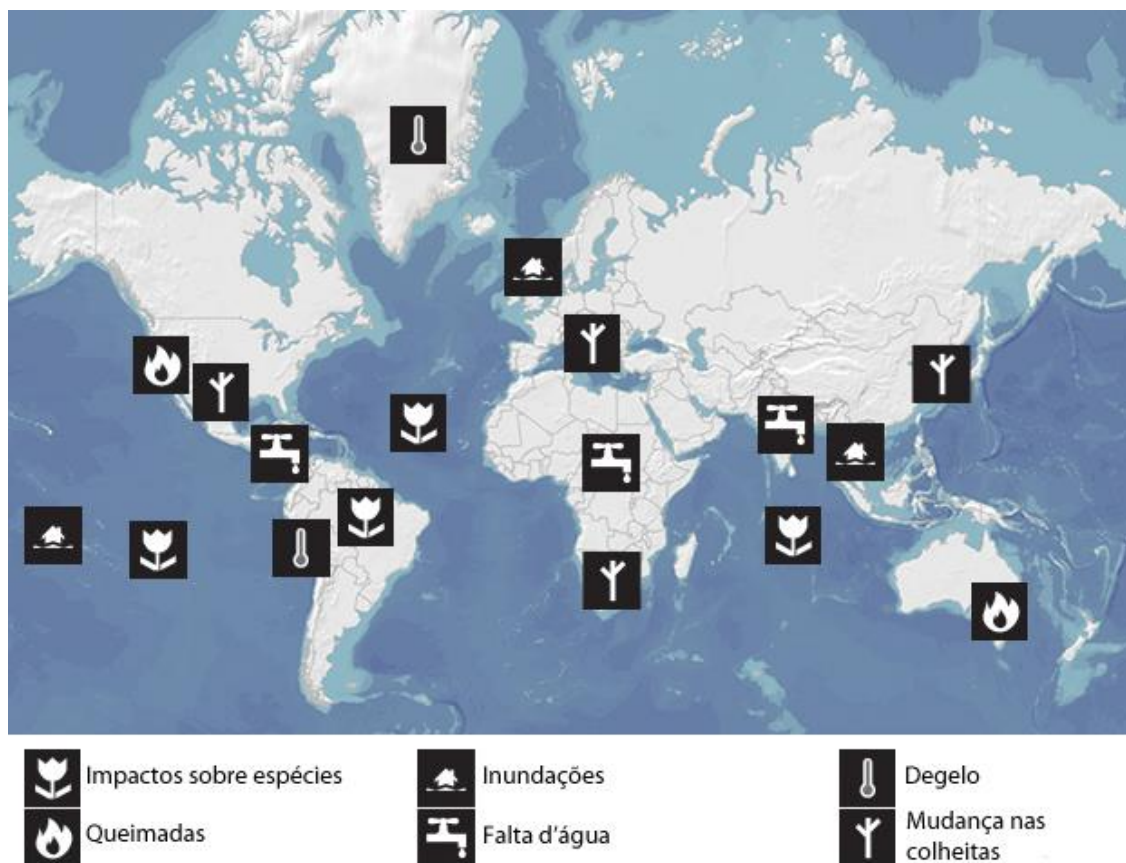 Impactos sobre espécies
Inundações
Degelo
Queimadas
Falta d'água
Mudança nas
colheitas